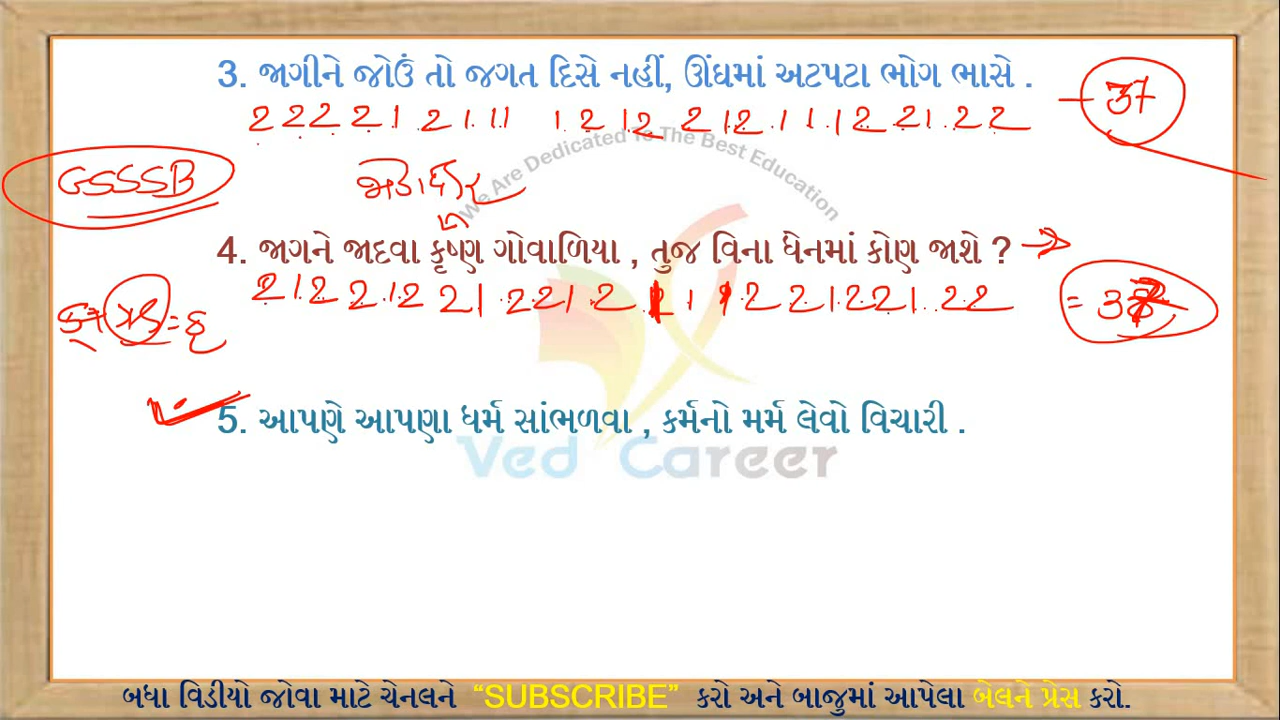 3. જાગીને જોઉં તો જગત દિસે નહીં, ઊંઘમાં અટપટા ભોગ ભાસે .
2 2 2 2 1 2 1 1 1 1 2 1 2 2 1 2 1 1 1 2 2 1 2 2 - 37
We Are Dedicated To The Best Education
GSSSB
4. જાગને જાદવા કૃષ્ણ ગોવાળિયા , તુજ વિના ધેનમાં કોણ જાશે ?
2 1 2 2 1 2 2 1 2 2 1 2 1 1 1 2 2 1 2 2 1 2 2
5. આપણે આપણા ધર્મ સાંભળવા , કર્મનો મર્મ લેવો વિચારી .
Ved Career
બધા વિડીયો જોવા માટે ચેનલને “SUBSCRIBE” કરો અને બાજુમાં આપેલા બેલને પ્રેસ કરો.